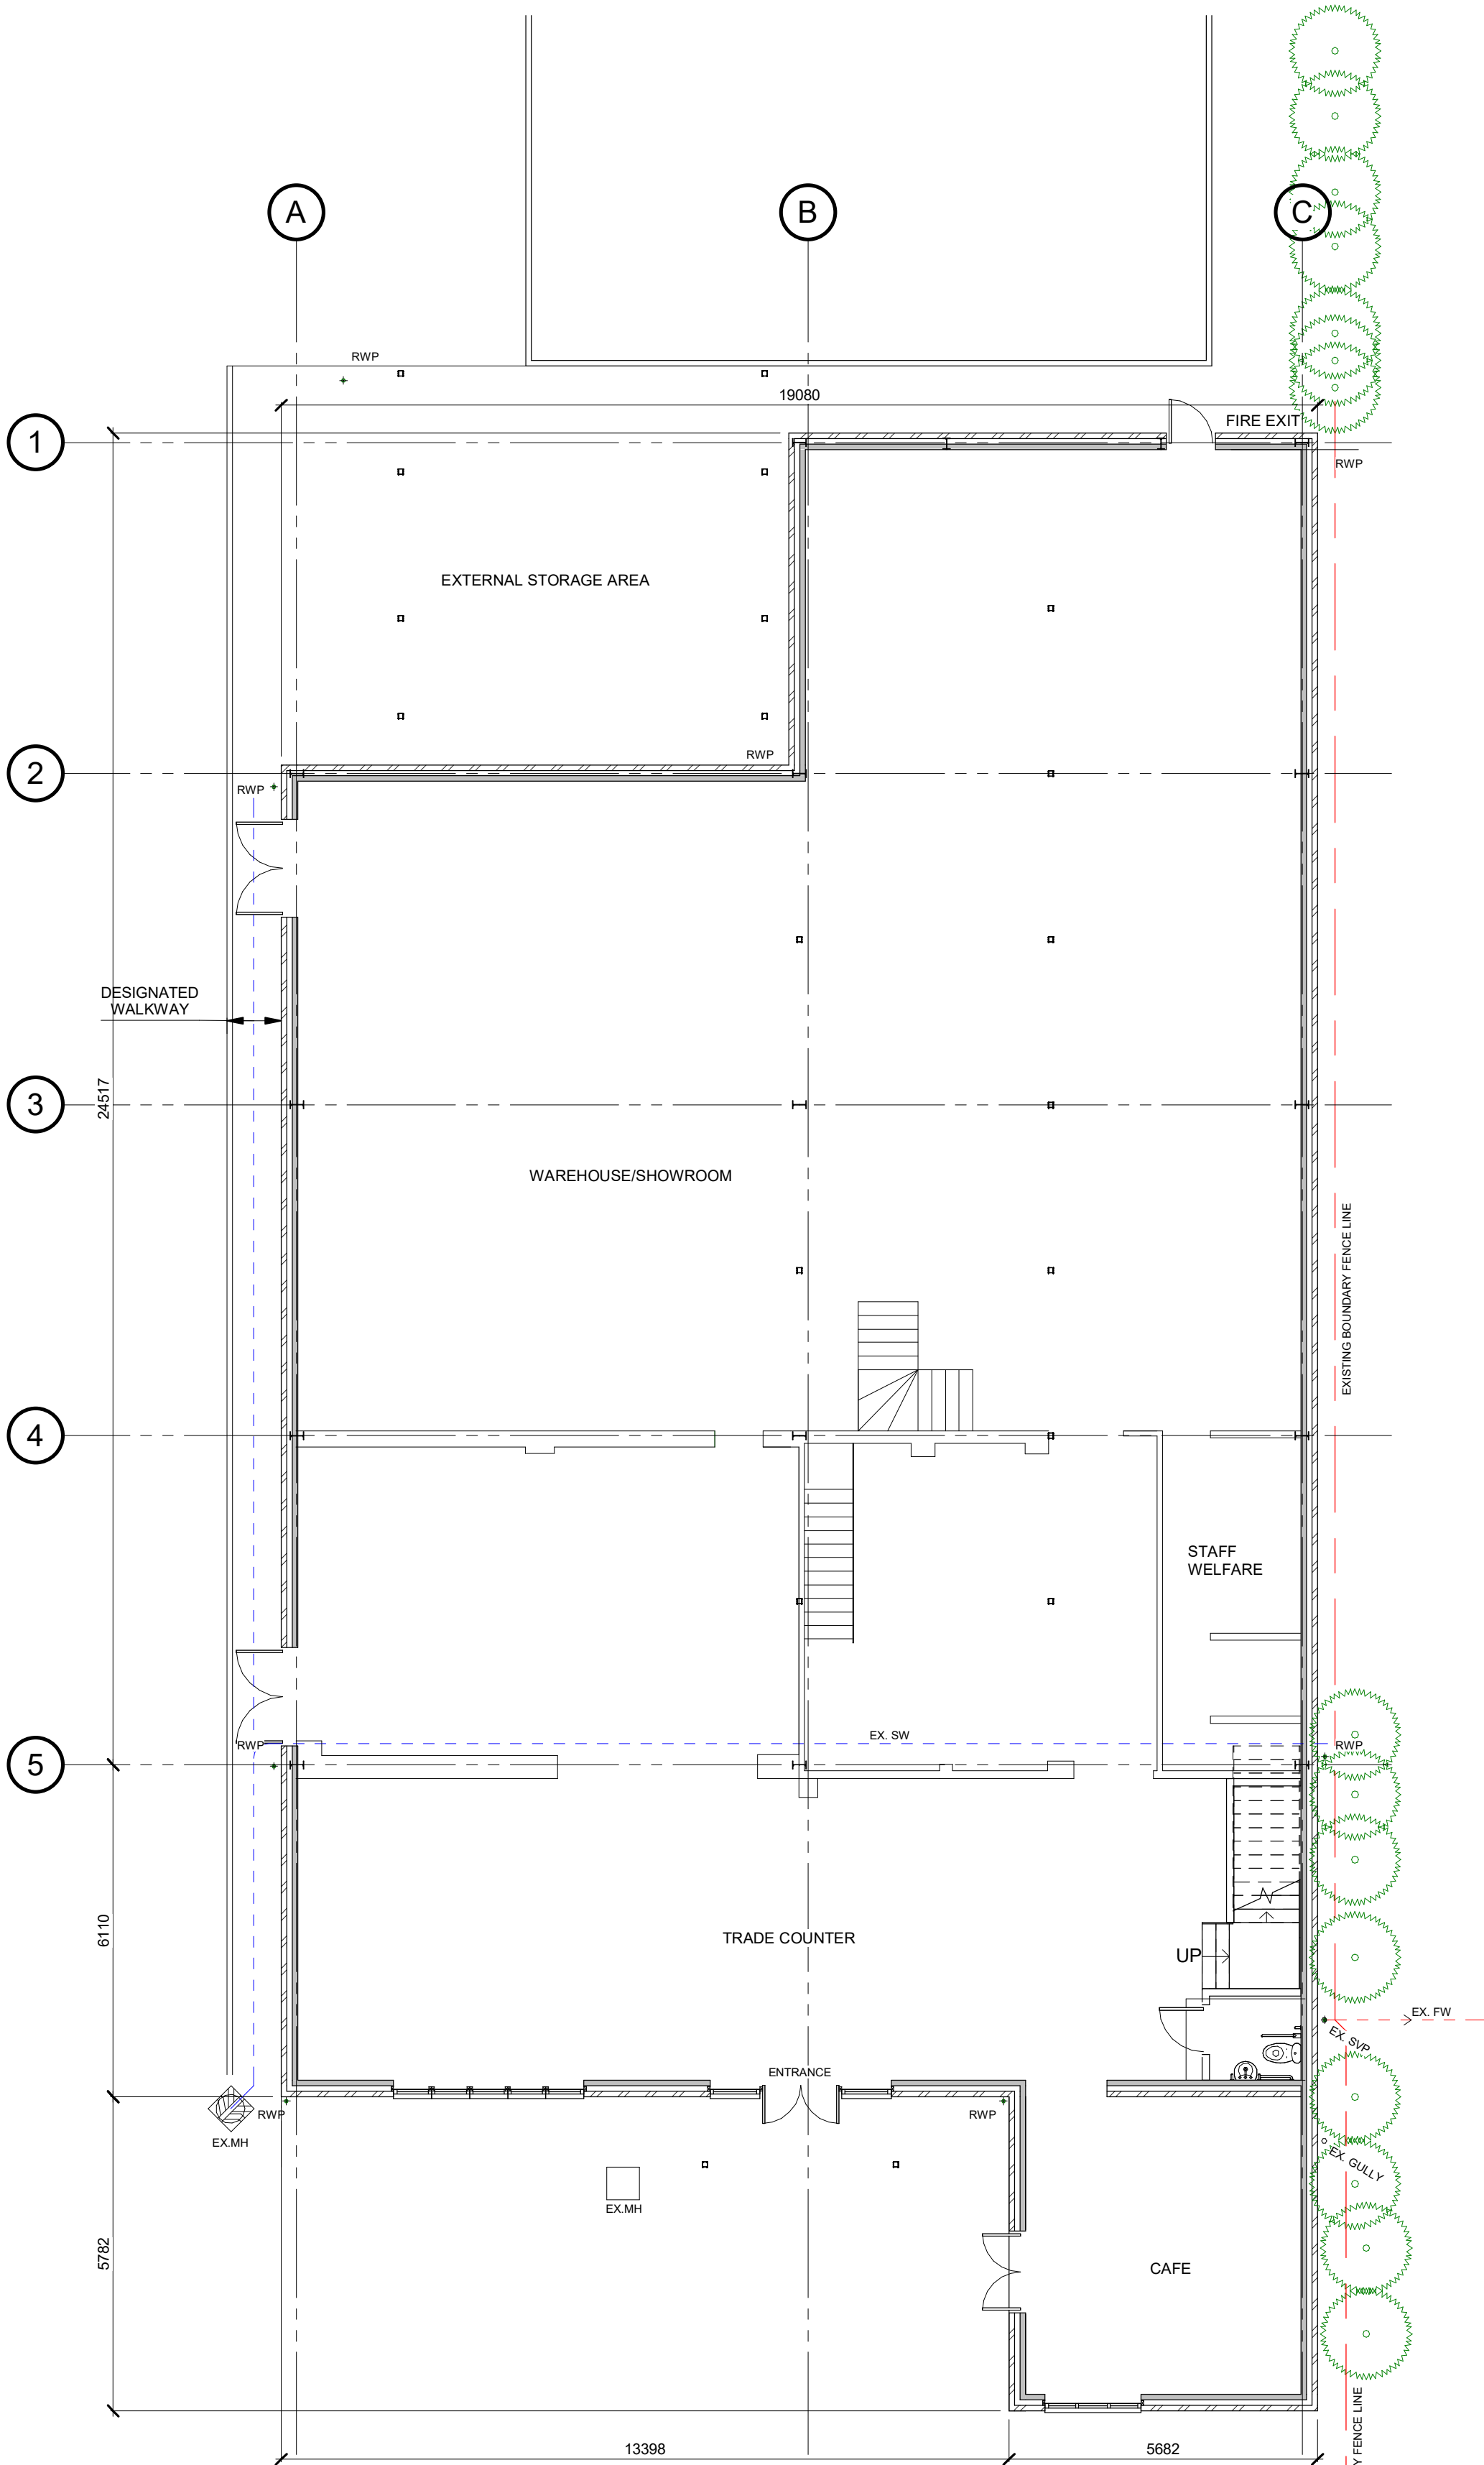 A
B
C
RWP
19080
1
FIRE EXIT
RWP
EXTERNAL STORAGE AREA
RWP
2
RWP
DESIGNATED
WALKWAY
24517
3
WAREHOUSE/SHOWROOM
EXISTING BOUNDARY FENCE LINE
4
STAFF
WELFARE
EX. SW
RWP
RWP
5
6110
TRADE COUNTER
UP
EX. FW
EX. SVP
ENTRANCE
RWP
RWP
EX.MH
EX. GULLY
EX.MH
5782
CAFE
Y FENCE LINE
13398
5682